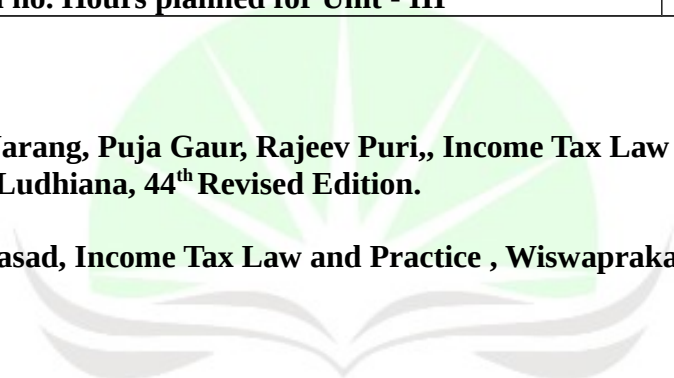 no. Hours planned for Unit - III
arang, Puja Gaur, Rajeev Puri,, Income Tax Law
Ludhiana, 44th Revised Edition.
asad, Income Tax Law and Practice , Wiswapraka